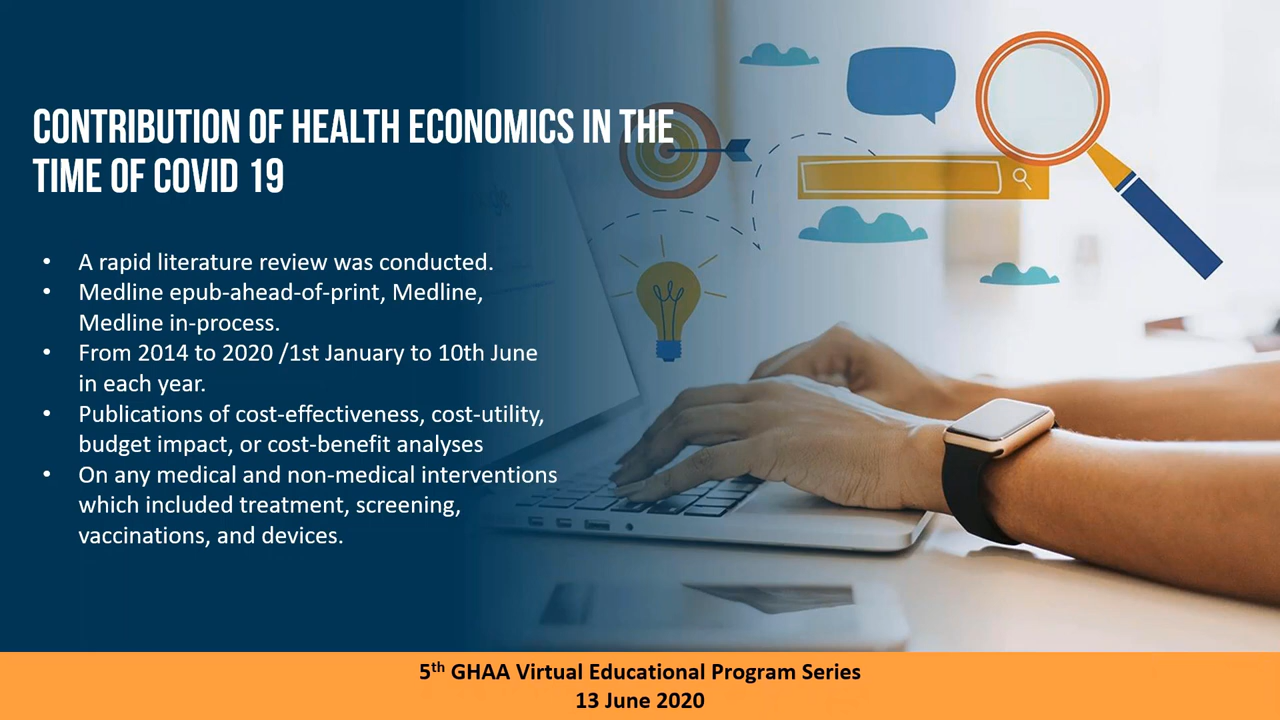 CONTRIBUTION OF HEALTH ECONOMICS IN THE
TIME OF COVID 19
• A rapid literature review was conducted.
• Medline epub-ahead-of-print, Medline,
Medline in-process.
• From 2014 to 2020 /1st January to 10th June
in each year.
• Publications of cost-effectiveness, cost-utility,
budget impact, or cost-benefit analyses
• On any medical and non-medical interventions
which included treatment, screening,
vaccinations, and devices.
5th GHAA Virtual Educational Program Series
13 June 2020